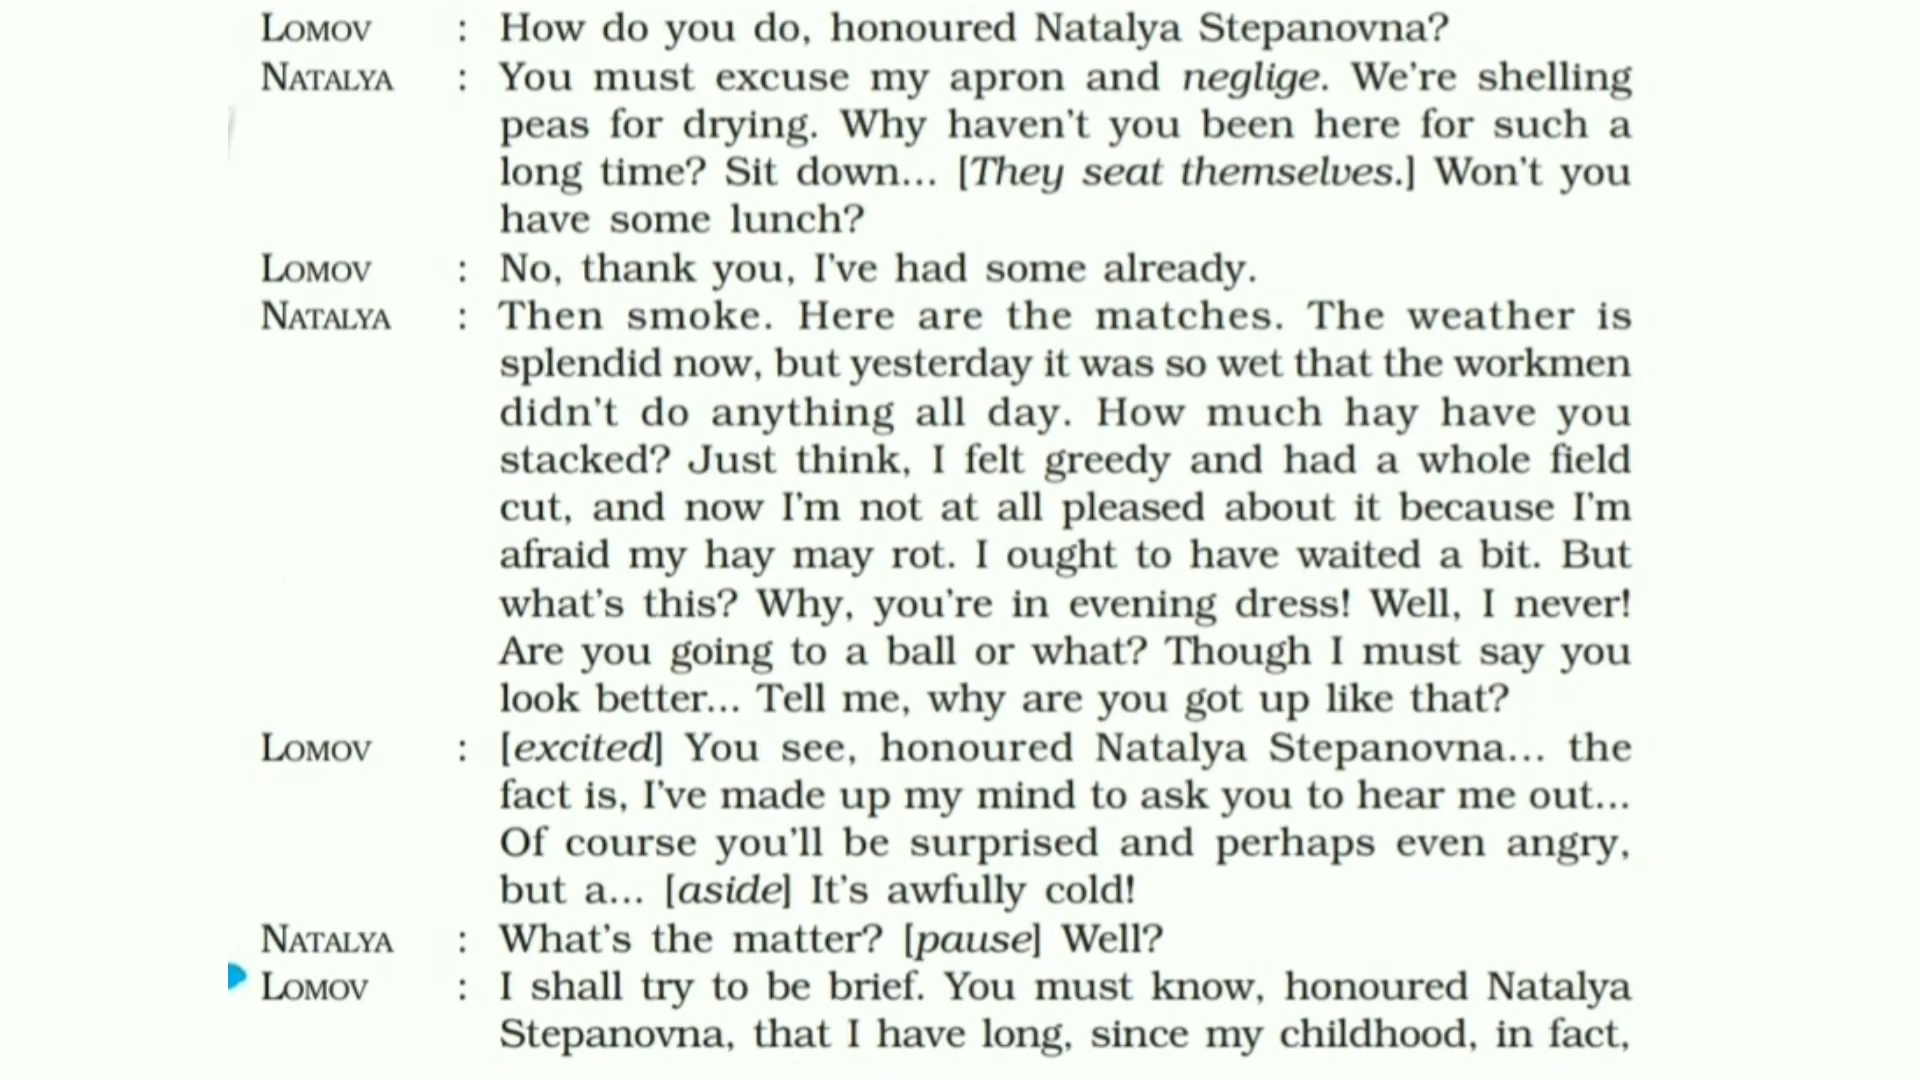 LOMOV : How do you do, honoured Natalya Stepanovna?
NATALYA : You must excuse my apron and neglige. We're shelling
peas for drying. Why haven't you been here for such a
long time? Sit down... [They seat themselves.] Won't you
have some lunch?
LOMOV : No, thank you, I've had some already.
NATALYA : Then smoke. Here are the matches. The weather is
splendid now, but yesterday it was so wet that the workmen
didn't do anything all day. How much hay have you
stacked? Just think, I felt greedy and had a whole field
cut, and now I'm not at all pleased about it because I'm
afraid my hay may rot. I ought to have waited a bit. But
what's this? Why, you're in evening dress! Well, I never!
Are you going to a ball or what? Though I must say you
look better... Tell me, why are you got up like that?
LOMOV : [excited] You see, honoured Natalya Stepanovna... the
fact is, I've made up my mind to ask you to hear me out...
Of course you'll be surprised and perhaps even angry,
but a... [aside] It's awfully cold!
NATALYA : What's the matter? [pause] Well?
LOMOV : I shall try to be brief. You must know, honoured Natalya
Stepanovna, that I have long, since my childhood, in fact,